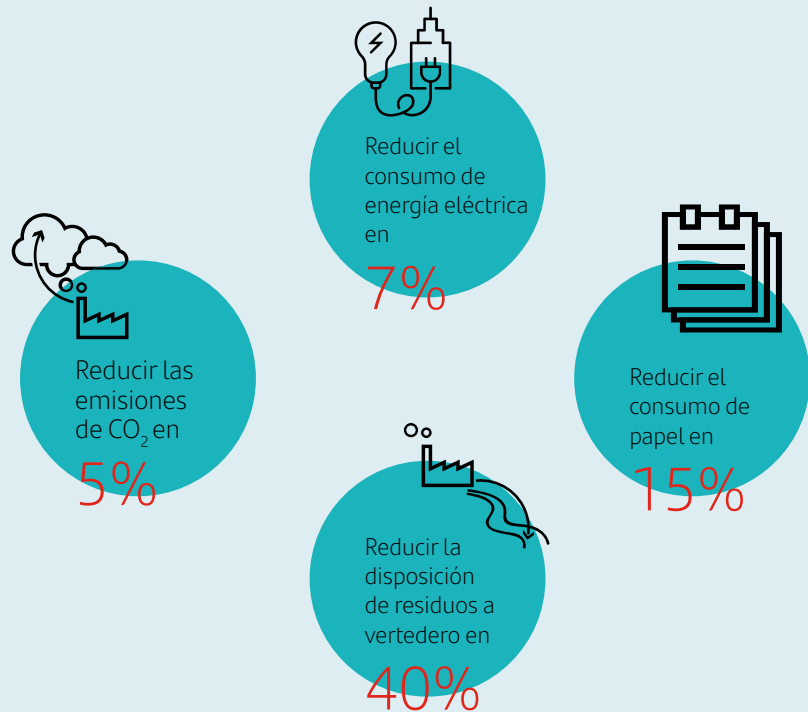 Reducir el
consumo de
energía eléctrica
en
7%
Reducir las
emisiones
de CO₂ en
5%
Reducir el
consumo de
papel en
15%
Reducir la
disposición
de residuos a
vertedero en
40%